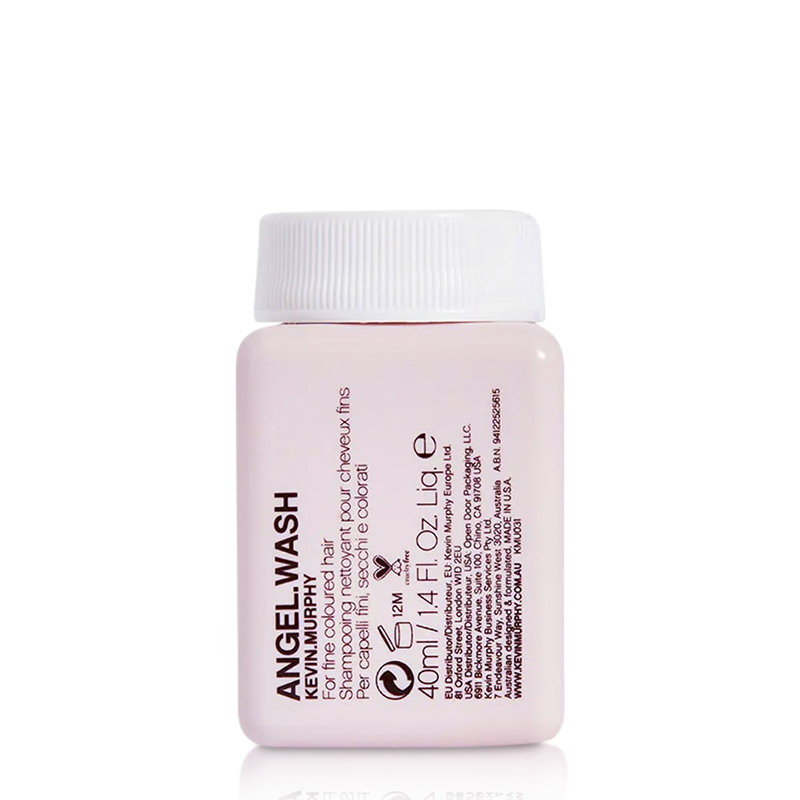 ANGEL.WASH
KEVIN.MURPHY
For fine coloured hair
Shampooing nettoyant pour cheveux fins
Per capelli fini, secchi e colorati
12M
cruelty free
40ml / 1.4 Fl. Oz. Liq. e
EU Distributor/Distributeur, EU: Kevin Murphy Europe Ltd.
81 Oxford Street, London W1D 2EU
USA Distributor/Distributeur, USA: Open Door Packaging, LLC.
6911 Bickmore Avenue, Suite 100, Chino, CA 91708 USA
Kevin Murphy Business Services Pty Ltd.
7 Endeavour Way, Sunshine West 3020, Australia A.B.N. 94122525615
Australian designed & formulated. MADE IN U.S.A.
WWW.KEVINMURPHY.COM.AU KMU031